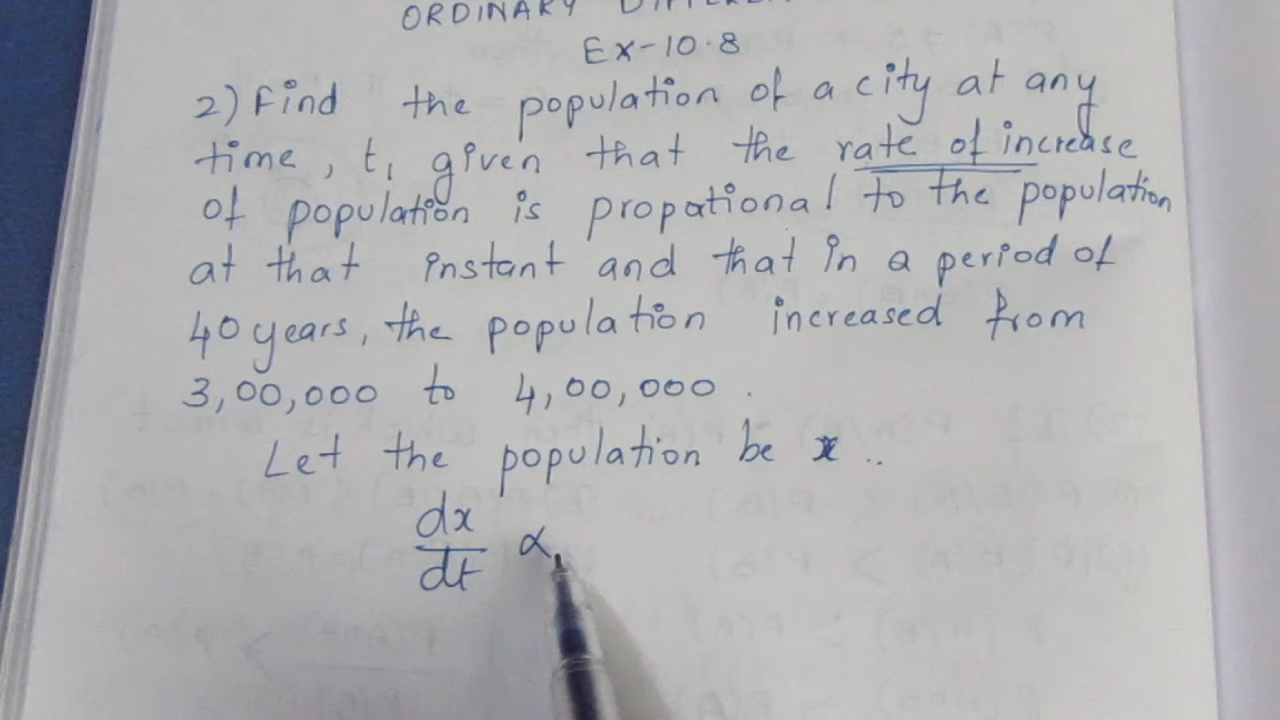 ORDINARY
Ex-10.8
2) Find the population of a city at any
time, t, given that the rate of increase
of population is propational to the population
at that instant and that in a period of
40 years, the population increased from
3,00,000 to 4,00,000.
Let the population be x..
dx
dt ∝